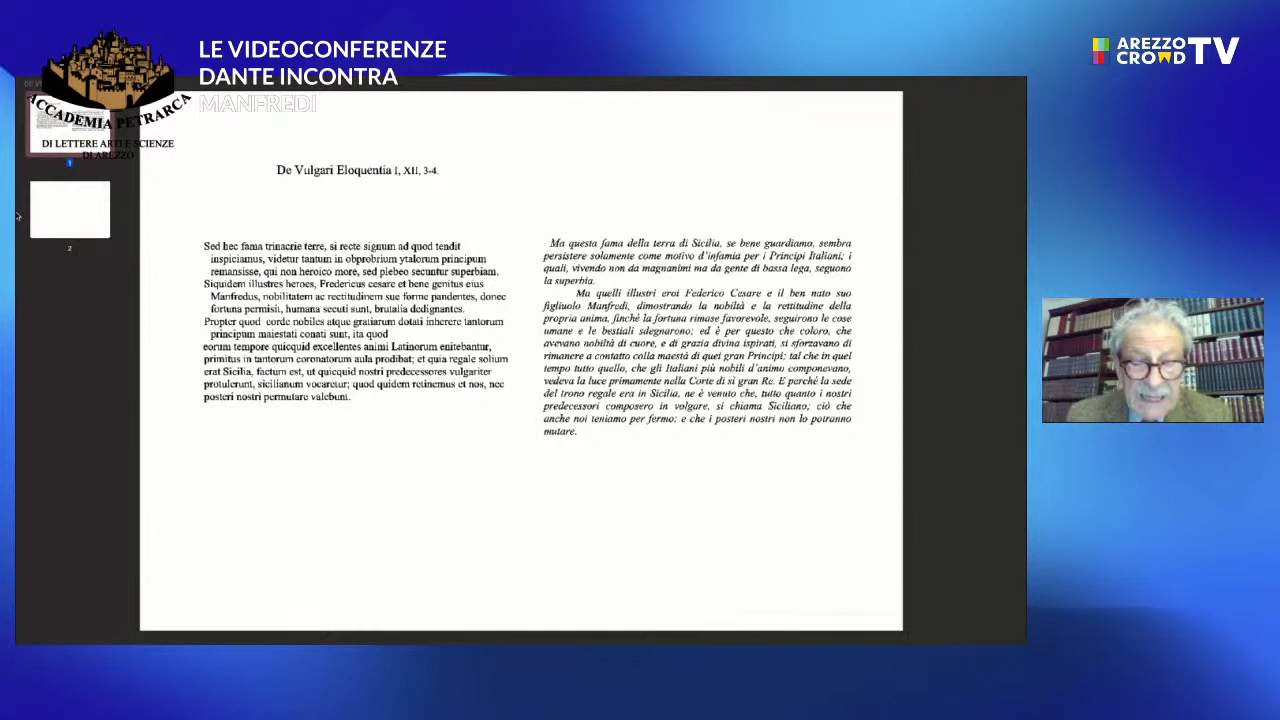 LE VIDEOCONFERENZE
DANTE INCONTRA
MANFREDI
ACCADEMIA PETRARCA
DI LETTERE ARTI E SCIENZE
DI AREZZO
AREZZO
CROWD TV
1
2
De Vulgari Eloquentia I, XII, 3-4.
Sed hec fama trinacrie terre, si recte signum ad quod tendit
inspiciamus, videtur tantum in obprobrium ytalorum principum
remansisse, qui non heroico more, sed plebeo secuntur superbiam.
Siquidem illustres heroes, Fredericus cesare et bene genitus eius
Manfredus, nobilitatem ac rectitudinem sue forme pandentes, donec
fortuna permisit, humana secuti sunt, brutalia dedignantes.
Propter quod corde nobiles atque gratiarum dotati inherere tantorum
principum maiestati conati sunt, ita quod
eorum tempore quicquid excellentes animi Latinorum enitebantur,
primitus in tantorum coronatorum aula prodibat; et quia regale solium
erat Sicilia, factum est, ut quicquid nostri predecessores vulgariter
protulerunt, sicilianum vocaretur; quod quidem retinemus et nos, nec
posteri nostri permutare valebunt.
Ma questa fama della terra di Sicilia, se bene guardiamo, sembra
persistere solamente come motivo d'infamia per i Principi Italiani; i
quali, vivendo non da magnanimi ma da gente di bassa lega, seguono
la superbia.
Ma quelli illustri eroi Federico Cesare e il ben nato suo
figliuolo Manfredi, dimostrando la nobiltà e la rettitudine della
propria anima, finchè la fortuna rimase favorevole, seguirono le cose
umane e le bestiali sdegnarono; ed è per questo che coloro, che
avevano nobiltà di cuore, e di grazia divina ispirati, si sforzavano di
rimanere a contatto colla maestà di quei gran Principi; tal che in quel
tempo tutto quello, che gli Italiani più nobili d'animo componevano,
vedeva la luce primamente nella Corte di sì gran Re. E perché la sede
del trono regale era in Sicilia, ne è venuto che, tutto quanto i nostri
predecessori composero in volgare, si chiama Siciliano; ciò che
anche noi teniamo per fermo; e che i posteri nostri non lo potranno
mutare.